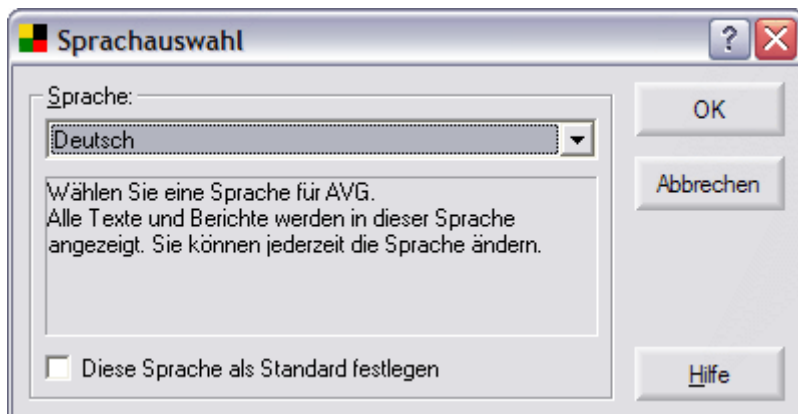 Sprachauswahl
Sprache:
Deutsch
Wählen Sie eine Sprache für AVG.
Alle Texte und Berichte werden in dieser Sprache
angezeigt. Sie können jederzeit die Sprache ändern.
Diese Sprache als Standard festlegen
OK
Abbrechen
Hilfe